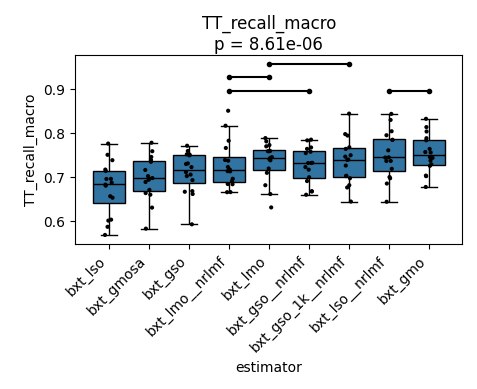 TT_recall_macro
p = 8.61e-06
TT_recall_macro
0.9
0.8
0.7
0.6
bxt_lso
bxt_gmosa
bxt_gso
bxt_lmo__nrlmf
bxt_lmo
bxt_gso__nrlmf
bxt_gso_1k__nrlmf
bxt_lso__nrlmf
bxt_gmo
estimator